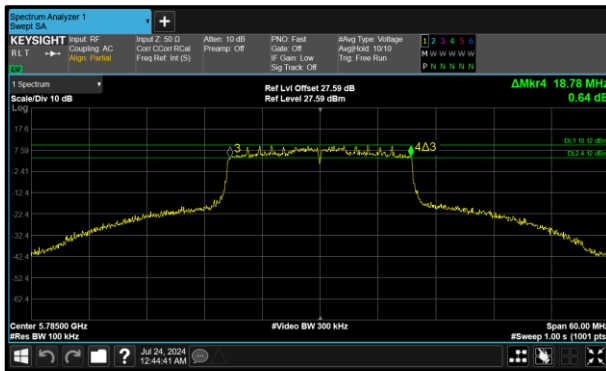 Spectrum Analyzer 1
Swept SA
KEYSIGHT Input: RF Input Z: 50 Ω Atten: 10 dB PNO: Fast #Avg Type: Voltage 1 2 3 4 5 6
R L T Coupling: AC Corr CCorr RCal Preamp: Off Gate: Off Avg|Hold: 10/10 M W W W W W
Align: Partial Freq Ref: Int (S) IF Gain: Low Trig: Free Run
Sig Track: Off P N N N N N
1 Spectrum Ref Lvl Offset 27.59 dB ΔMkr4 18.78 MHz
Scale/Div 10 dB Ref Level 27.59 dBm 0.64 dB
Log
17.6
DL1 10.12 dBm
7.59 3 4Δ3
DL2 4.12 dBm
-2.41
-12.4
-22.4
-32.4
-42.4
-52.4
-62.4
Center 5.78500 GHz #Video BW 300 kHz Span 60.00 MHz
#Res BW 100 kHz #Sweep 1.00 s (1001 pts)
? Jul 24, 2024
12:44:41 AM